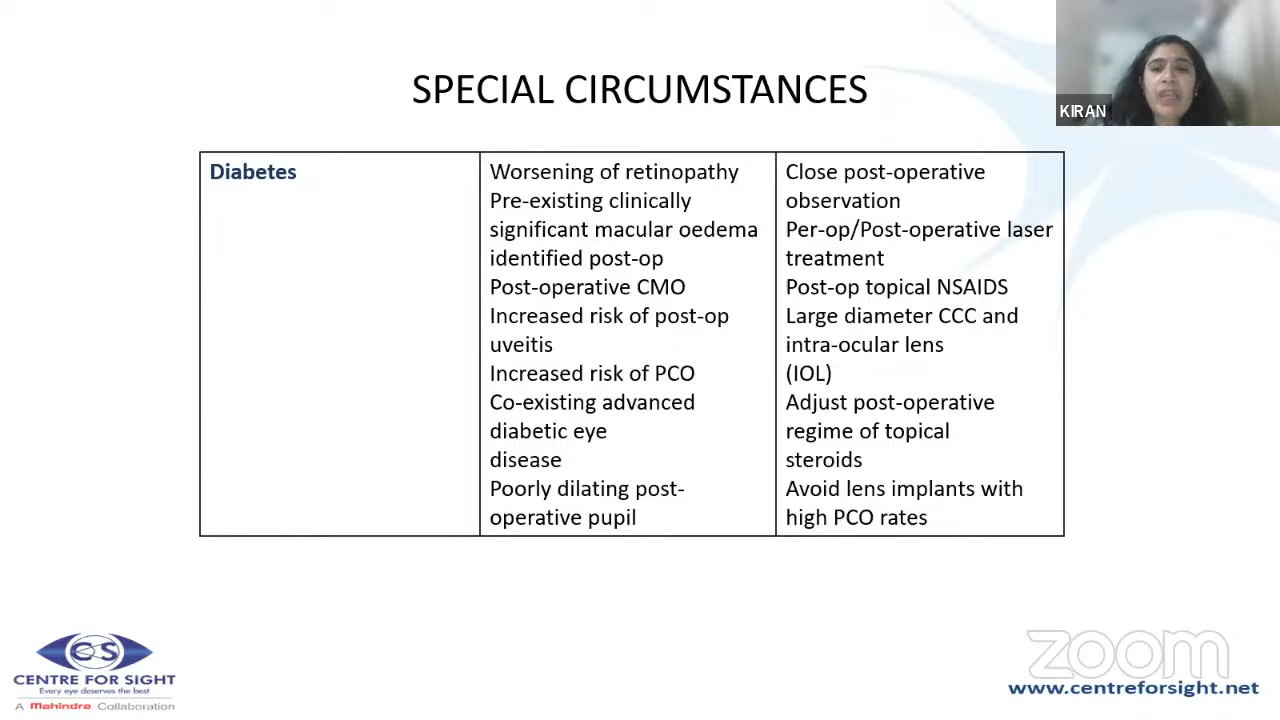 KIRAN
SPECIAL CIRCUMSTANCES
Diabetes
Worsening of retinopathy
Pre-existing clinically
significant macular oedema
identified post-op
Post-operative CMO
Increased risk of post-op
uveitis
Increased risk of PCO
Co-existing advanced
diabetic eye
disease
Poorly dilating post-
operative pupil
Close post-operative
observation
Per-op/Post-operative laser
treatment
Post-op topical NSAIDS
Large diameter CCC and
intra-ocular lens
(IOL)
Adjust post-operative
regime of topical
steroids
Avoid lens implants with
high PCO rates
CS
CENTRE FOR SIGHT
Every eye deserves the best
A Mahindra Collaboration
zoom
www.centreforsight.net